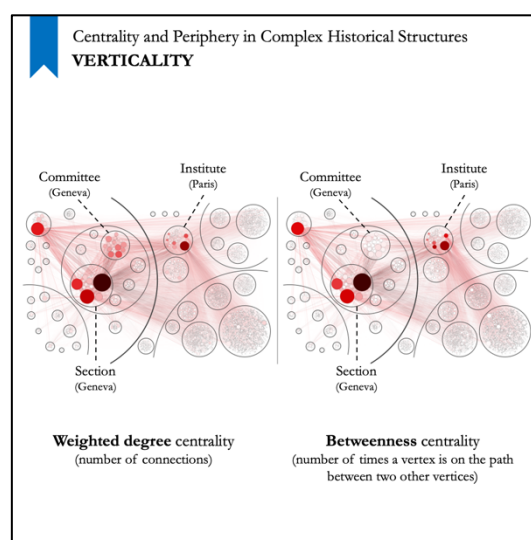 Centrality and Periphery in Complex Historical Structures
VERTICALITY
Committee
(Geneva)
Institute
(Paris)
Section
(Geneva)
Committee
(Geneva)
Institute
(Paris)
Section
(Geneva)
Weighted degree centrality
(number of connections)
Betweenness centrality
(number of times a vertex is on the path
between two other vertices)